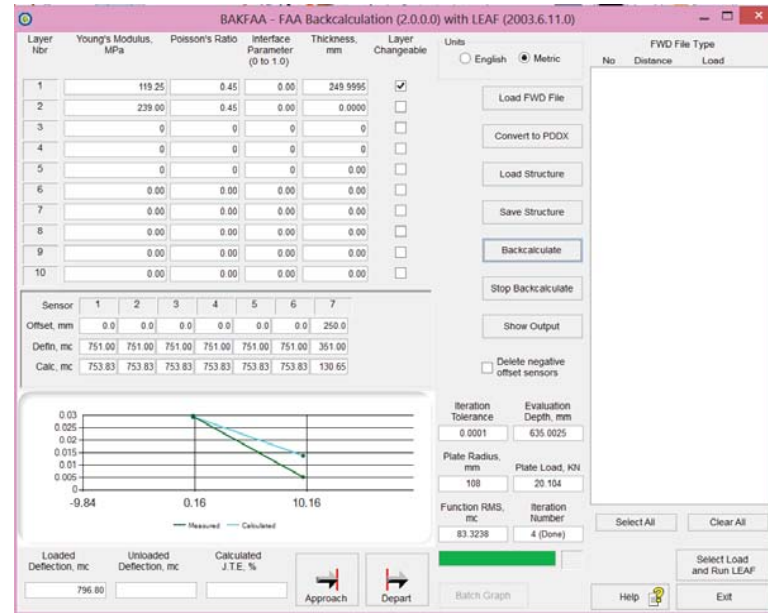 BAKFAA - FAA Backcalculation (2.0.0.0) with LEAF (2003.6.11.0)
Layer Nbr Young's Modulus, MPa Poisson's Ratio Interface Parameter (0 to 1.0) Thickness, mm Layer Changeable
1 119.25 0.45 0.00 249.9995
2 239.00 0.45 0.00 0.0000
3 0 0 0 0
4 0 0 0 0
5 0 0 0 0.00
6 0.00 0.00 0.00 0.00
7 0.00 0.00 0.00 0.00
8 0.00 0.00 0.00 0.00
9 0.00 0.00 0.00 0.00
10 0.00 0.00 0.00 0.00
Sensor 1 2 3 4 5 6 7
Offset, mm 0.0 0.0 0.0 0.0 0.0 0.0 250.0
Defln, mc 751.00 751.00 751.00 751.00 751.00 751.00 351.00
Calc, mc 753.83 753.83 753.83 753.83 753.83 753.83 130.65
0.03
0.025
0.02
0.015
0.01
0.005
0
-9.84 0.16 10.16
Measured Calculated
Loaded Deflection, mc Unloaded Deflection, mc Calculated J.T.E, %
796.80
Approach Depart
Units
English Metric
Load FWD File
Convert to PDDX
Load Structure
Save Structure
Backcalculate
Stop Backcalculate
Show Output
Delete negative offset sensors
Iteration Tolerance Evaluation Depth, mm
0.0001 635.0025
Plate Radius, mm Plate Load, KN
108 20.104
Function RMS, mc Iteration Number
83.3238 4 (Done)
Batch Graph
FWD File Type
No Distance Load
Select All Clear All
Select Load and Run LEAF
Help Exit